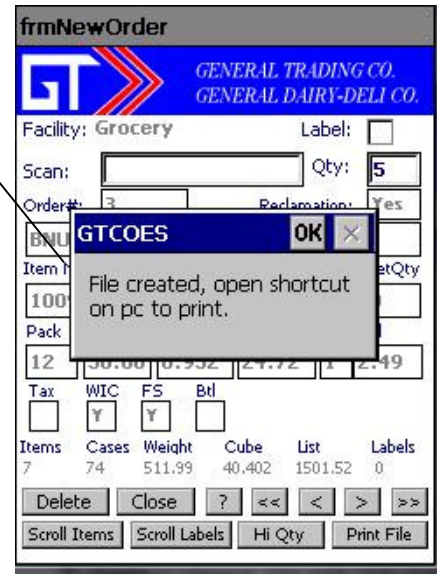 frmNewOrder
GT
GENERAL TRADING CO.
GENERAL DAIRY-DELI CO.
Facility: Grocery Label:
Scan: Qty: 5
Order#: 3 Reclamation: Yes
GTCOES OK ×
File created, open shortcut
on pc to print.
Pack
12 2.49
Tax WIC FS Btl
Y Y
Items Cases Weight Cube List Labels
7 74 511.99 40.402 1501.52 0
Delete Close ? << < > >>
Scroll Items Scroll Labels Hi Qty Print File